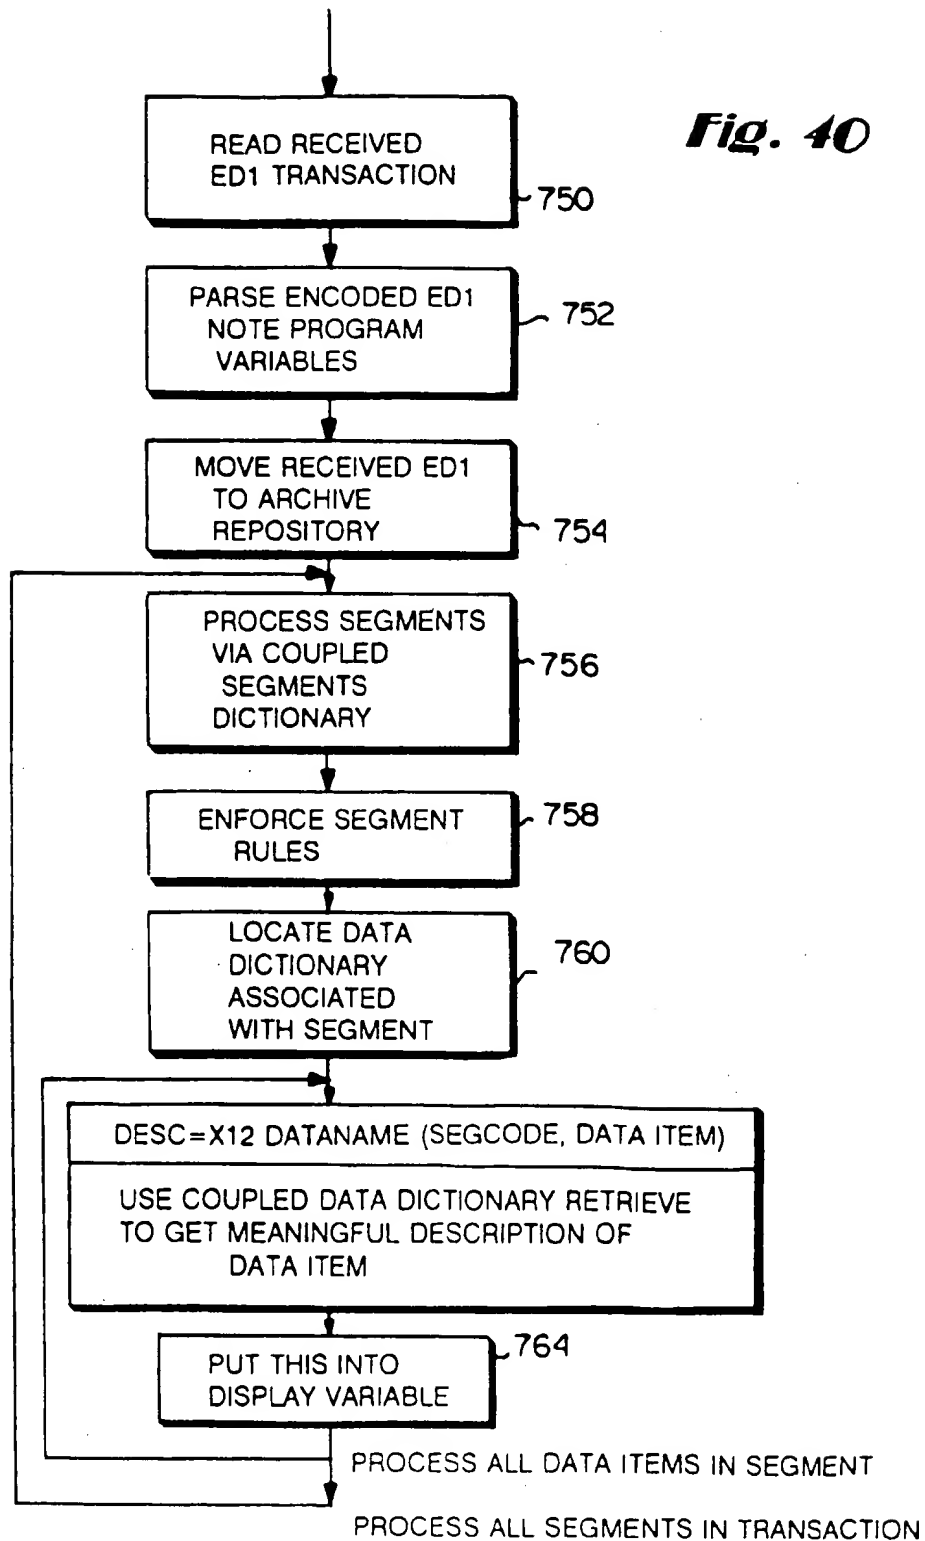 Fig. 40
READ RECEIVED
ED1 TRANSACTION
750
PARSE ENCODED ED1
NOTE PROGRAM
VARIABLES
752
MOVE RECEIVED ED1
TO ARCHIVE
REPOSITORY
754
PROCESS SEGMENTS
VIA COUPLED
SEGMENTS
DICTIONARY
756
ENFORCE SEGMENT
RULES
758
LOCATE DATA
DICTIONARY
ASSOCIATED
WITH SEGMENT
760
DESC=X12 DATANAME (SEGCODE, DATA ITEM)
USE COUPLED DATA DICTIONARY RETRIEVE
TO GET MEANINGFUL DESCRIPTION OF
DATA ITEM
PUT THIS INTO
DISPLAY VARIABLE
764
PROCESS ALL DATA ITEMS IN SEGMENT
PROCESS ALL SEGMENTS IN TRANSACTION